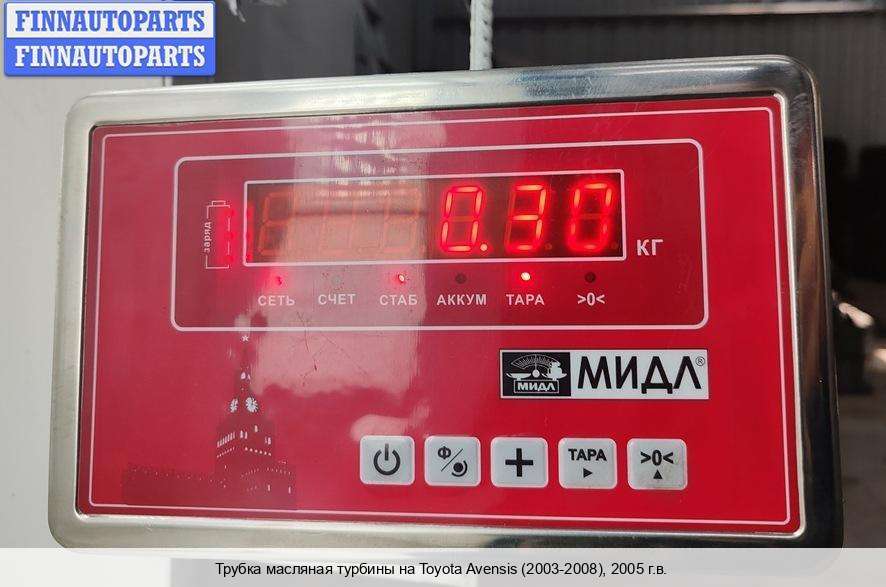 FINNAUTOPARTS
FINNAUTOPARTS
заряд
0.30
КГ
СЕТЬ СЧЕТ СТАБ АККУМ ТАРА >0<
МИДЛ МИДЛ®
Ф + ТАРА >0<
Трубка масляная турбины на Toyota Avensis (2003-2008), 2005 г.в.